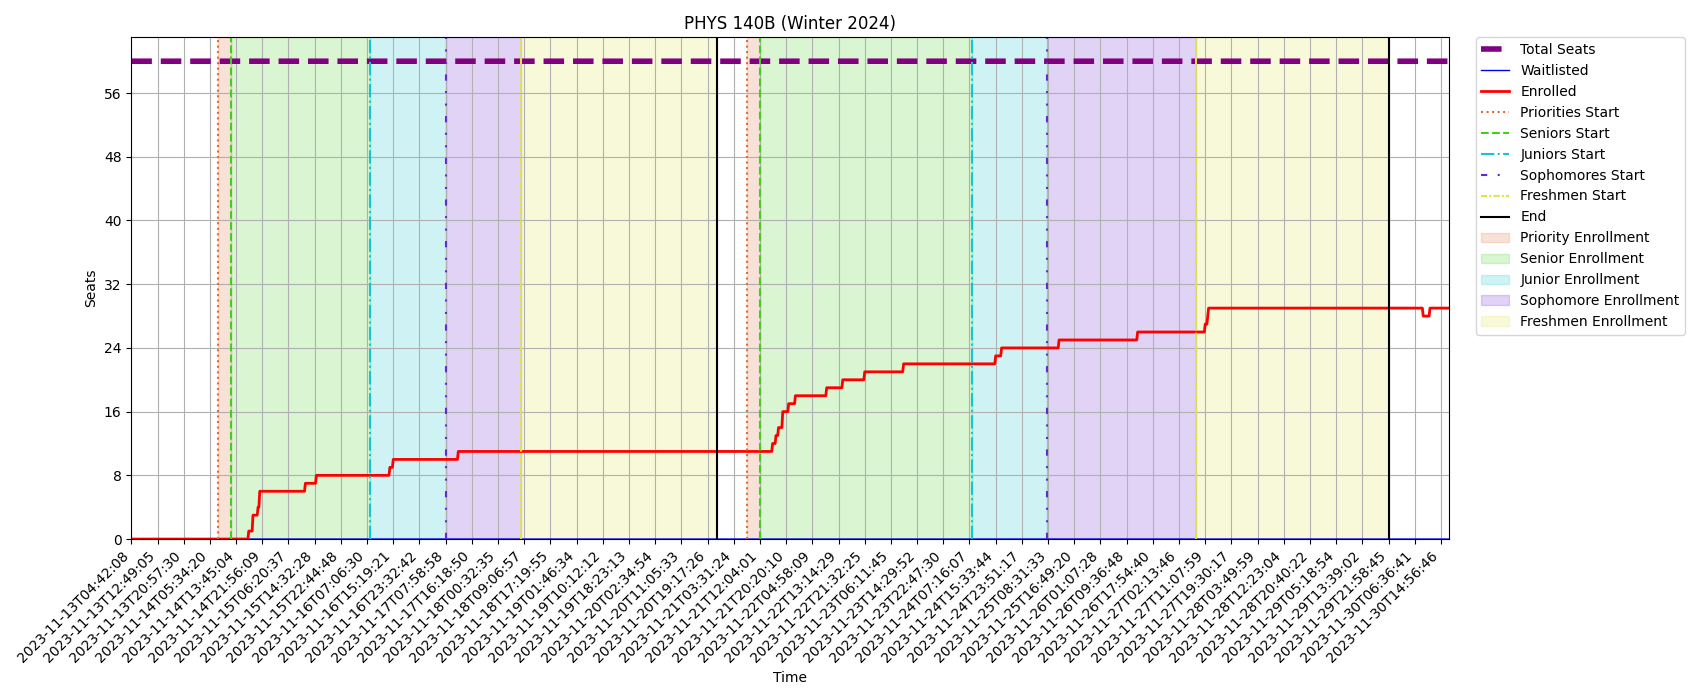 PHYS 140B (Winter 2024)
Seats
56
48
40
32
24
16
8
0
2023-11-13T04:42:08
2023-11-13T12:49:05
2023-11-13T20:57:30
2023-11-14T05:34:20
2023-11-14T13:45:04
2023-11-14T21:56:09
2023-11-15T06:20:37
2023-11-15T14:32:28
2023-11-15T22:44:48
2023-11-16T07:06:30
2023-11-16T15:19:21
2023-11-16T23:32:42
2023-11-17T07:58:58
2023-11-17T16:18:50
2023-11-18T00:32:35
2023-11-18T09:06:57
2023-11-18T17:19:55
2023-11-19T01:46:34
2023-11-19T10:12:12
2023-11-19T18:23:13
2023-11-20T02:34:54
2023-11-20T11:05:33
2023-11-20T19:17:26
2023-11-21T03:31:24
2023-11-21T12:04:01
2023-11-21T20:20:10
2023-11-22T04:58:09
2023-11-22T13:14:29
2023-11-22T21:32:25
2023-11-23T06:11:45
2023-11-23T14:29:52
2023-11-23T22:47:30
2023-11-24T07:16:07
2023-11-24T15:33:44
2023-11-24T23:51:17
2023-11-25T08:31:33
2023-11-25T16:49:20
2023-11-26T01:07:28
2023-11-26T09:36:48
2023-11-26T17:54:40
2023-11-27T02:13:46
2023-11-27T11:07:59
2023-11-27T19:30:17
2023-11-28T03:49:59
2023-11-28T12:23:04
2023-11-28T20:40:22
2023-11-29T05:18:54
2023-11-29T13:39:02
2023-11-29T21:58:45
2023-11-30T06:36:41
2023-11-30T14:56:46
Time
Total Seats
Waitlisted
Enrolled
Priorities Start
Seniors Start
Juniors Start
Sophomores Start
Freshmen Start
End
Priority Enrollment
Senior Enrollment
Junior Enrollment
Sophomore Enrollment
Freshmen Enrollment